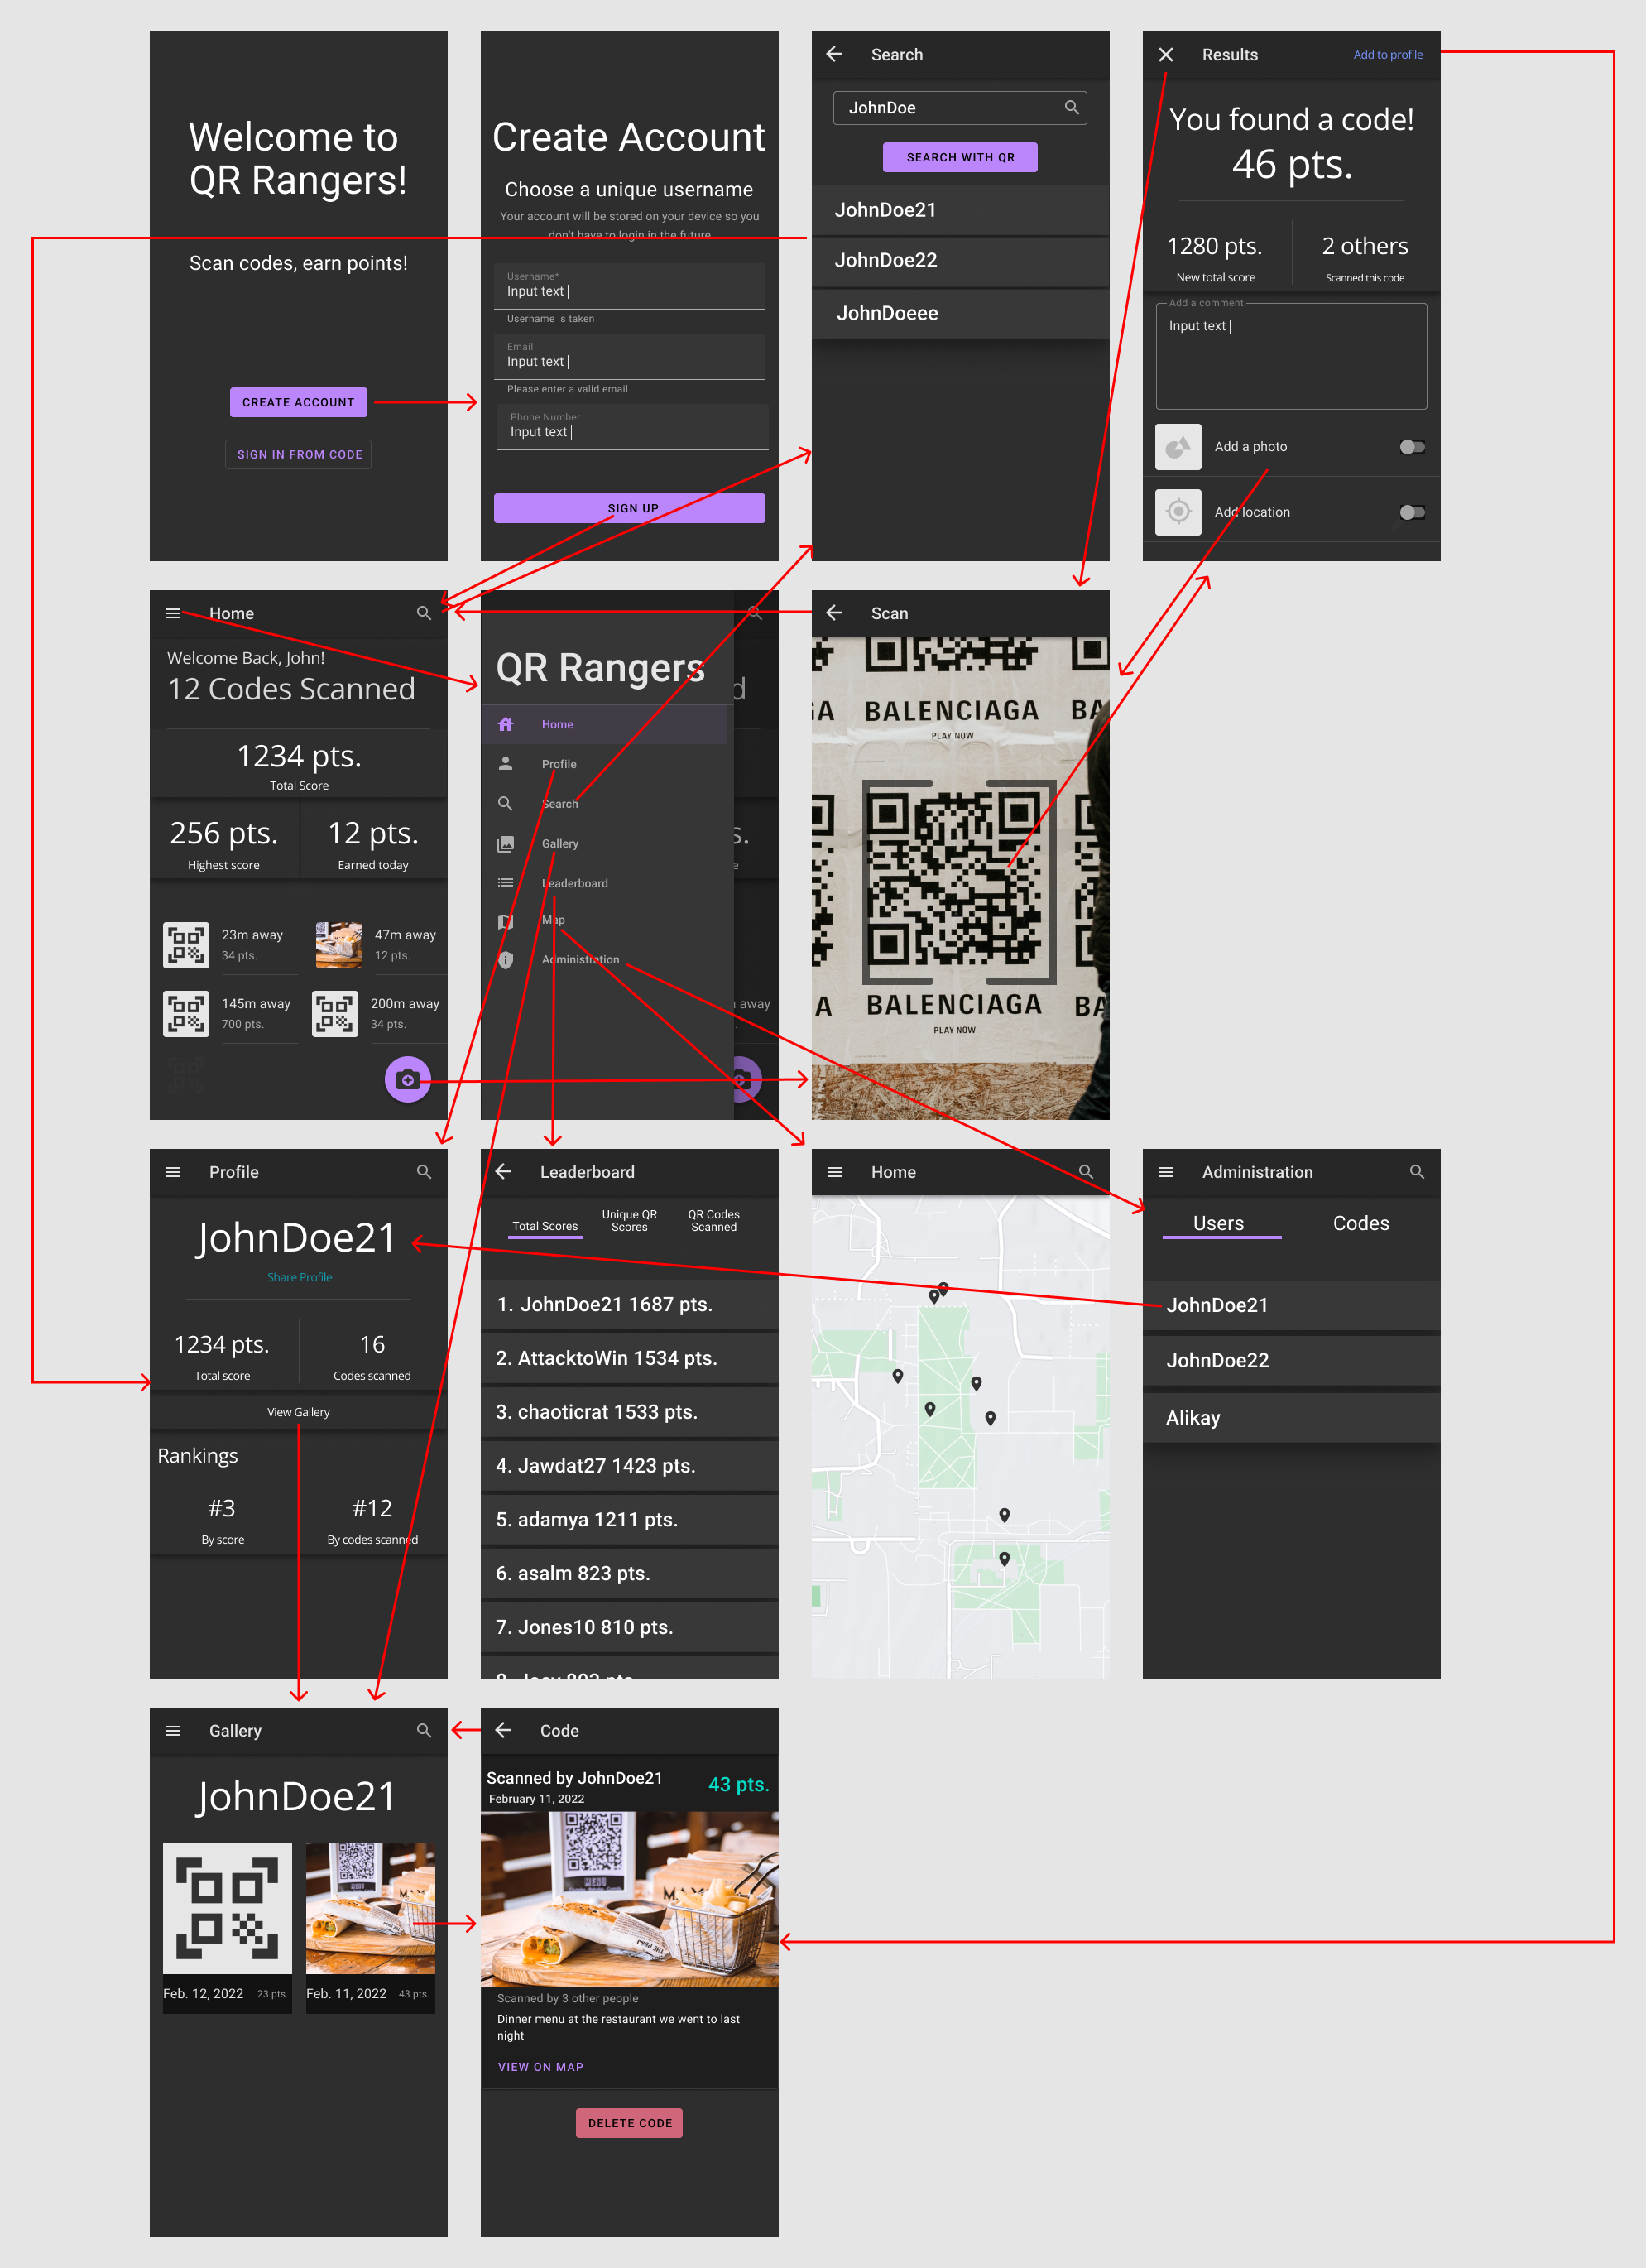 Welcome to
QR Rangers!
Scan codes, earn points!
CREATE ACCOUNT
SIGN IN FROM CODE
Create Account
Choose a unique username
Your account will be stored on your device so you
don't have to login in the future
Username*
Input text
Username is taken
Email
Input text
Please enter a valid email
Phone Number
Input text
SIGN UP
Search
JohnDoe
SEARCH WITH QR
JohnDoe21
JohnDoe22
JohnDoeee
Results
Add to profile
You found a code!
46 pts.
1280 pts.
New total score
2 others
Scanned this code
Add a comment
Input text
Add a photo
Add location
Home
Welcome Back, John!
12 Codes Scanned
1234 pts.
Total Score
256 pts.
Highest score
12 pts.
Earned today
23m away
34 pts.
47m away
12 pts.
145m away
700 pts.
200m away
34 pts.
QR Rangers
Home
Profile
Search
Gallery
Leaderboard
Map
Administration
d
s.
e
away
Scan
GA BALENCIAGA BA
PLAY NOW
A BALENCIAGA BA
PLAY NOW
Profile
JohnDoe21
Share Profile
1234 pts.
Total score
16
Codes scanned
View Gallery
Rankings
#3
By score
#12
By codes scanned
Leaderboard
Total Scores
Unique QR
Scores
QR Codes
Scanned
1. JohnDoe21 1687 pts.
2. AttacktoWin 1534 pts.
3. chaoticrat 1533 pts.
4. Jawdat27 1423 pts.
5. adamya 1211 pts.
6. asalm 823 pts.
7. Jones10 810 pts.
Home
Administration
Users
Codes
JohnDoe21
JohnDoe22
Alikay
Gallery
JohnDoe21
Feb. 12, 2022
23 pts.
Feb. 11, 2022
43 pts.
Code
Scanned by JohnDoe21
February 11, 2022
43 pts.
MENU
Scanned by 3 other people
Dinner menu at the restaurant we went to last
night
VIEW ON MAP
DELETE CODE